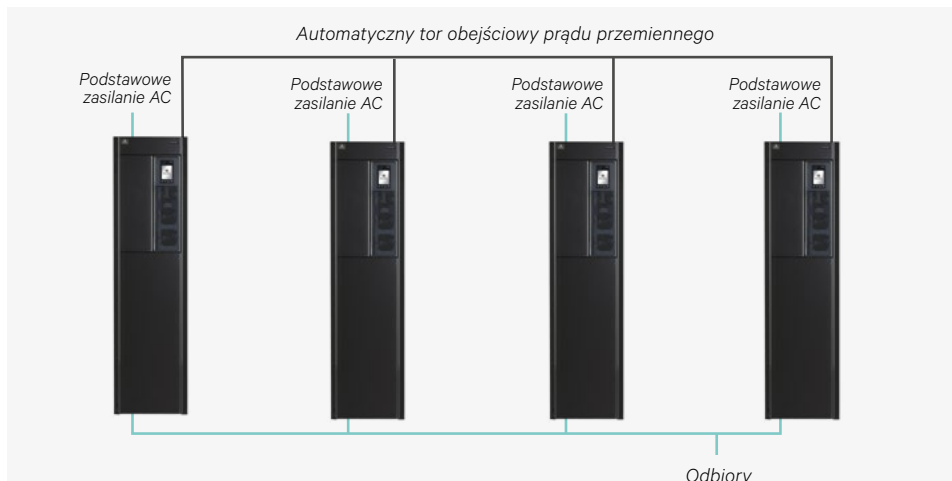 Automatyczny tor obejściowy prądu przemiennego
Podstawowe
zasilanie AC
Podstawowe
zasilanie AC
Podstawowe
zasilanie AC
Podstawowe
zasilanie AC
Odbiory